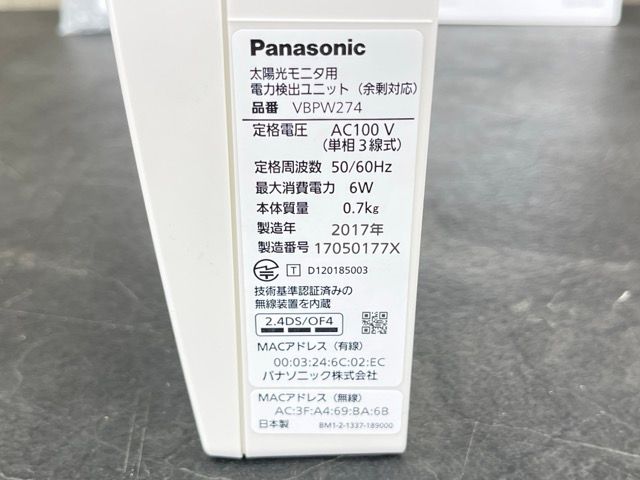 Panasonic
太陽光モニタ用
電力検出ユニット（余剰対応）
品番 VBPW274
定格電圧 AC100 V
（単相3線式）
定格周波数 50/60Hz
最大消費電力 6W
本体質量 0.7kg
製造年 2017年
製造番号 17050177X
T D120185003
技術基準認証済みの
無線装置を内蔵
2.4DS/OF4
MACアドレス（有線）
00:03:24:6C:02:EC
パナソニック株式会社
MACアドレス（無線）
AC:3F:A4:69:BA:6B
日本製 BM1-2-1337-189000